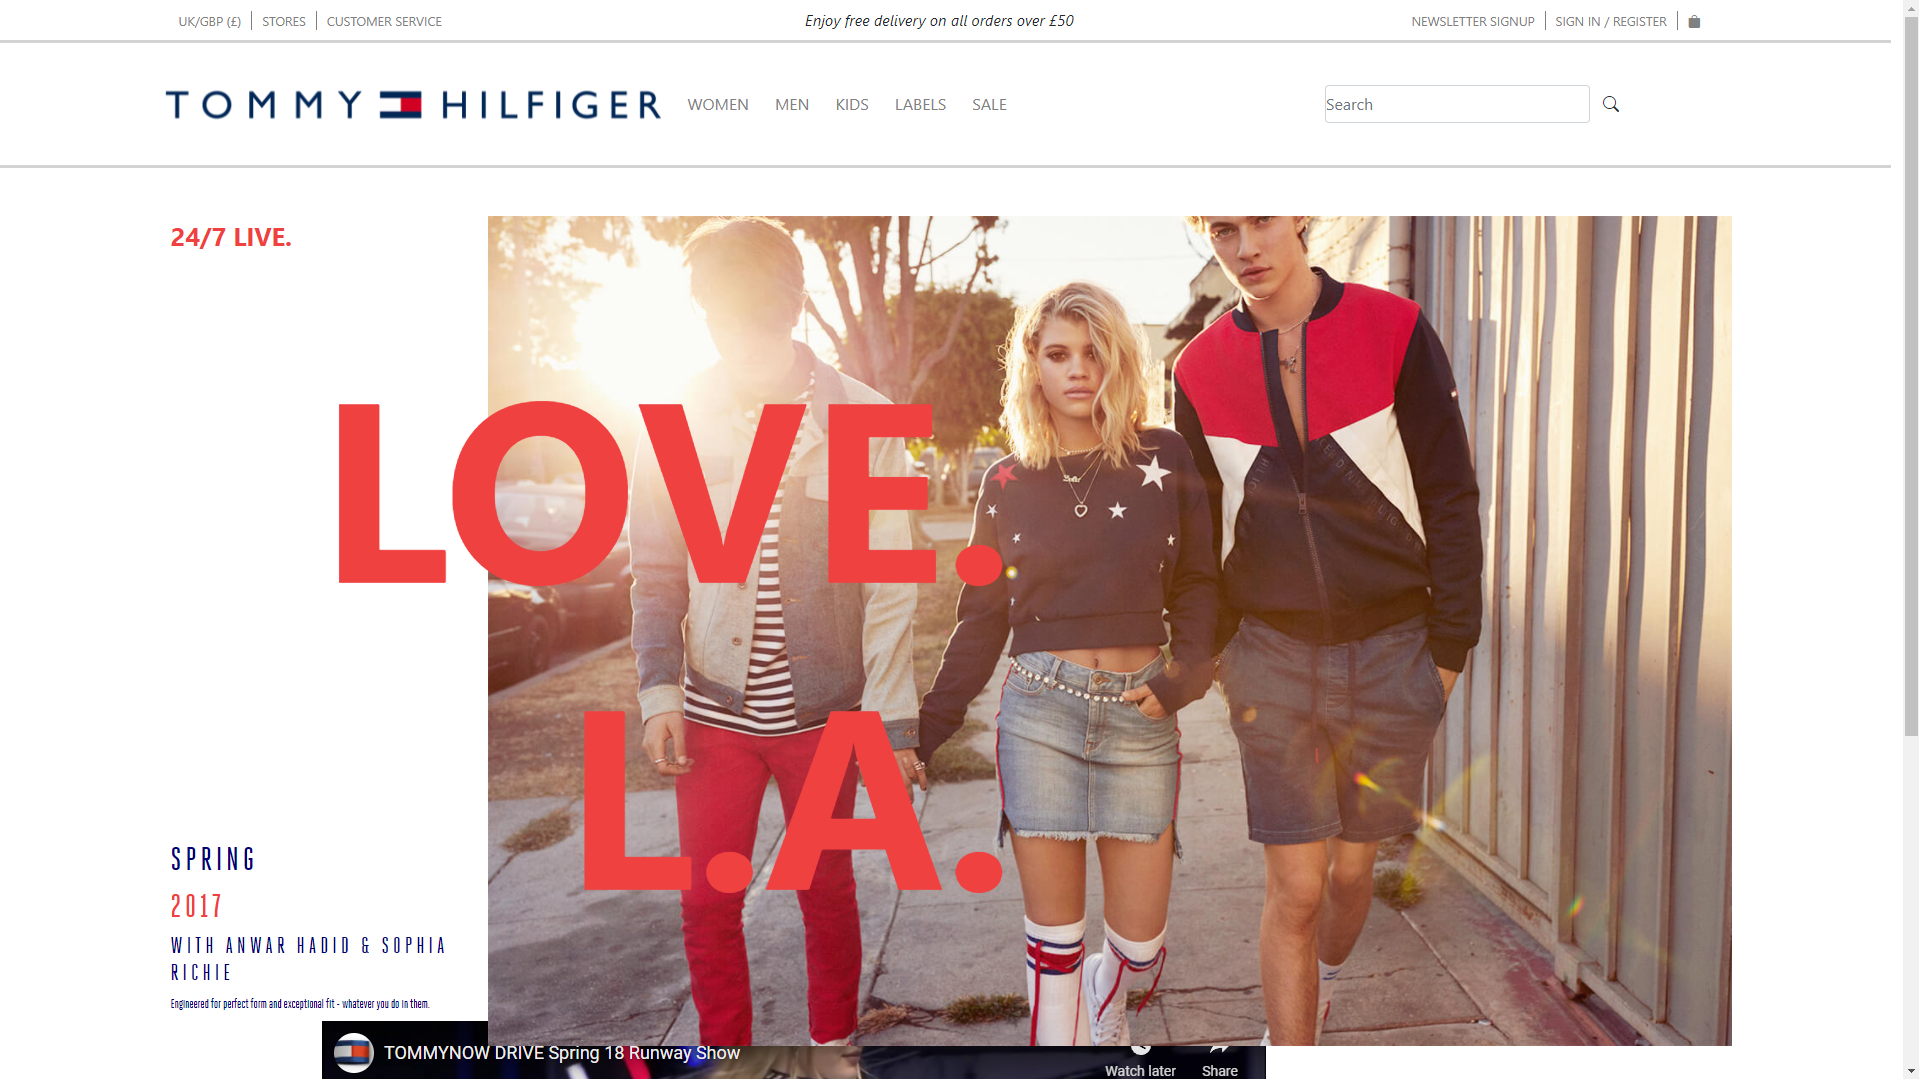 UK/GBP (£)
STORES
CUSTOMER SERVICE
Enjoy free delivery on all orders over £50
NEWSLETTER SIGNUP
SIGN IN / REGISTER
TOMMY HILFIGER
WOMEN
MEN
KIDS
LABELS
SALE
Search
24/7 LIVE.
LOVE.
L.A.
SPRING
2017
WITH ANWAR HADID & SOPHIA
RICHIE
Engineered for perfect form and exceptional fit - whatever you do in them.
TOMMYNOW DRIVE Spring 18 Runway Show
Watch later
Share